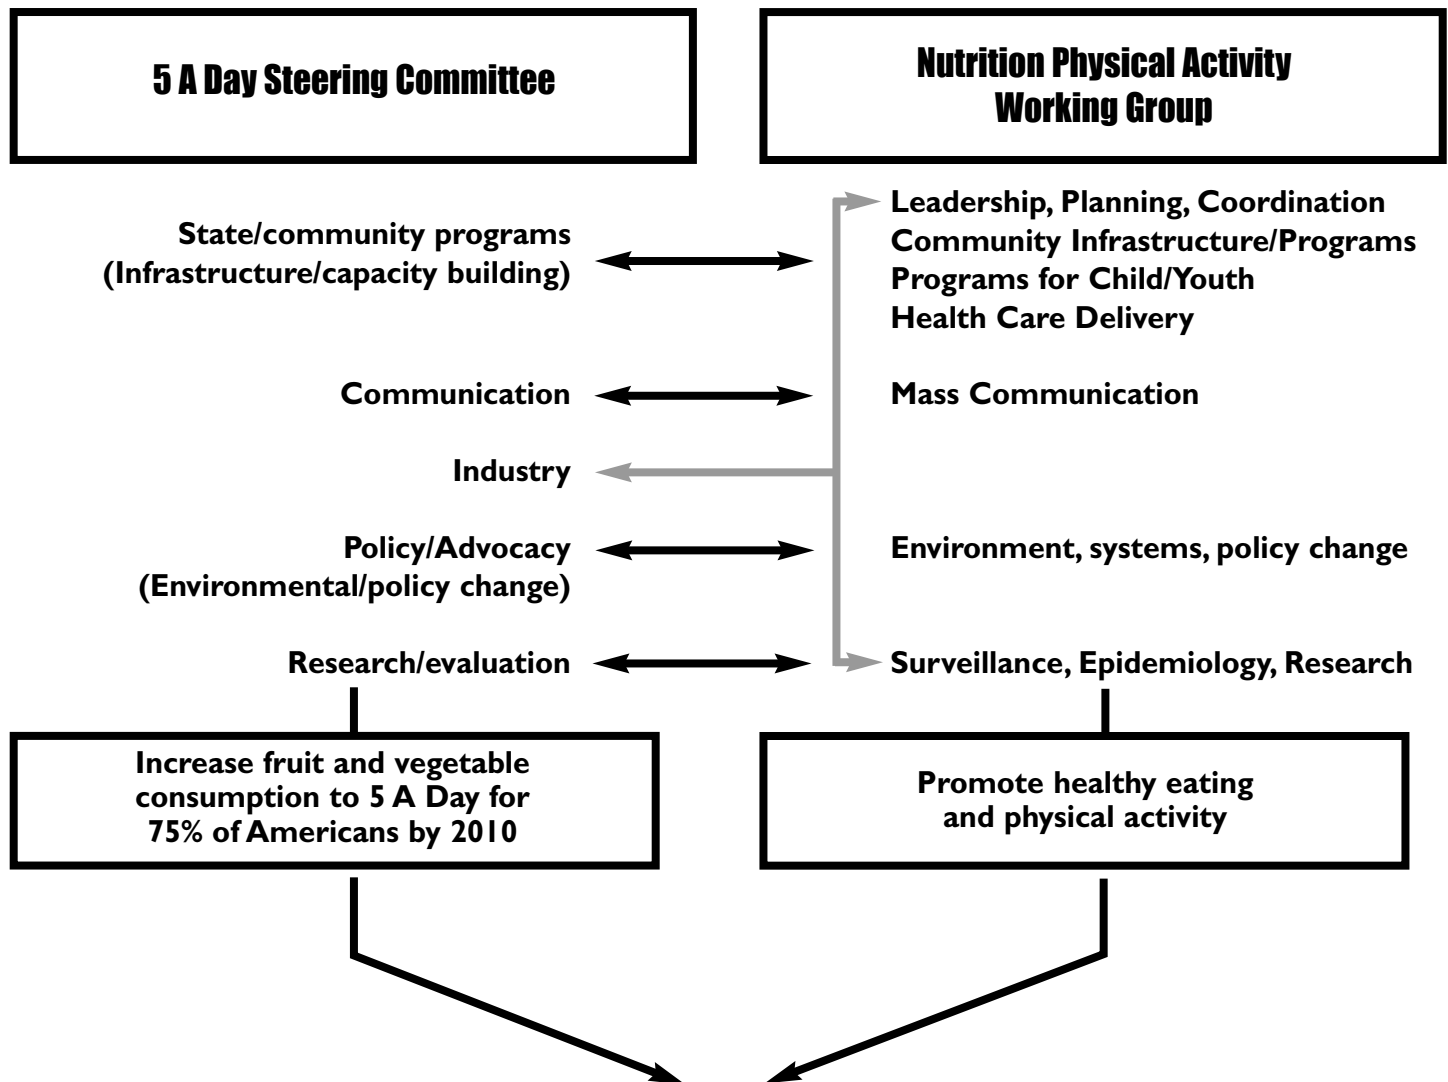 5 A Day Steering Committee
Nutrition Physical Activity
Working Group
State/community programs
(Infrastructure/capacity building)
Leadership, Planning, Coordination
Community Infrastructure/Programs
Programs for Child/Youth
Health Care Delivery
Communication
Mass Communication
Industry
Policy/Advocacy
(Environmental/policy change)
Environment, systems, policy change
Research/evaluation
Surveillance, Epidemiology, Research
Increase fruit and vegetable
consumption to 5 A Day for
75% of Americans by 2010
Promote healthy eating
and physical activity